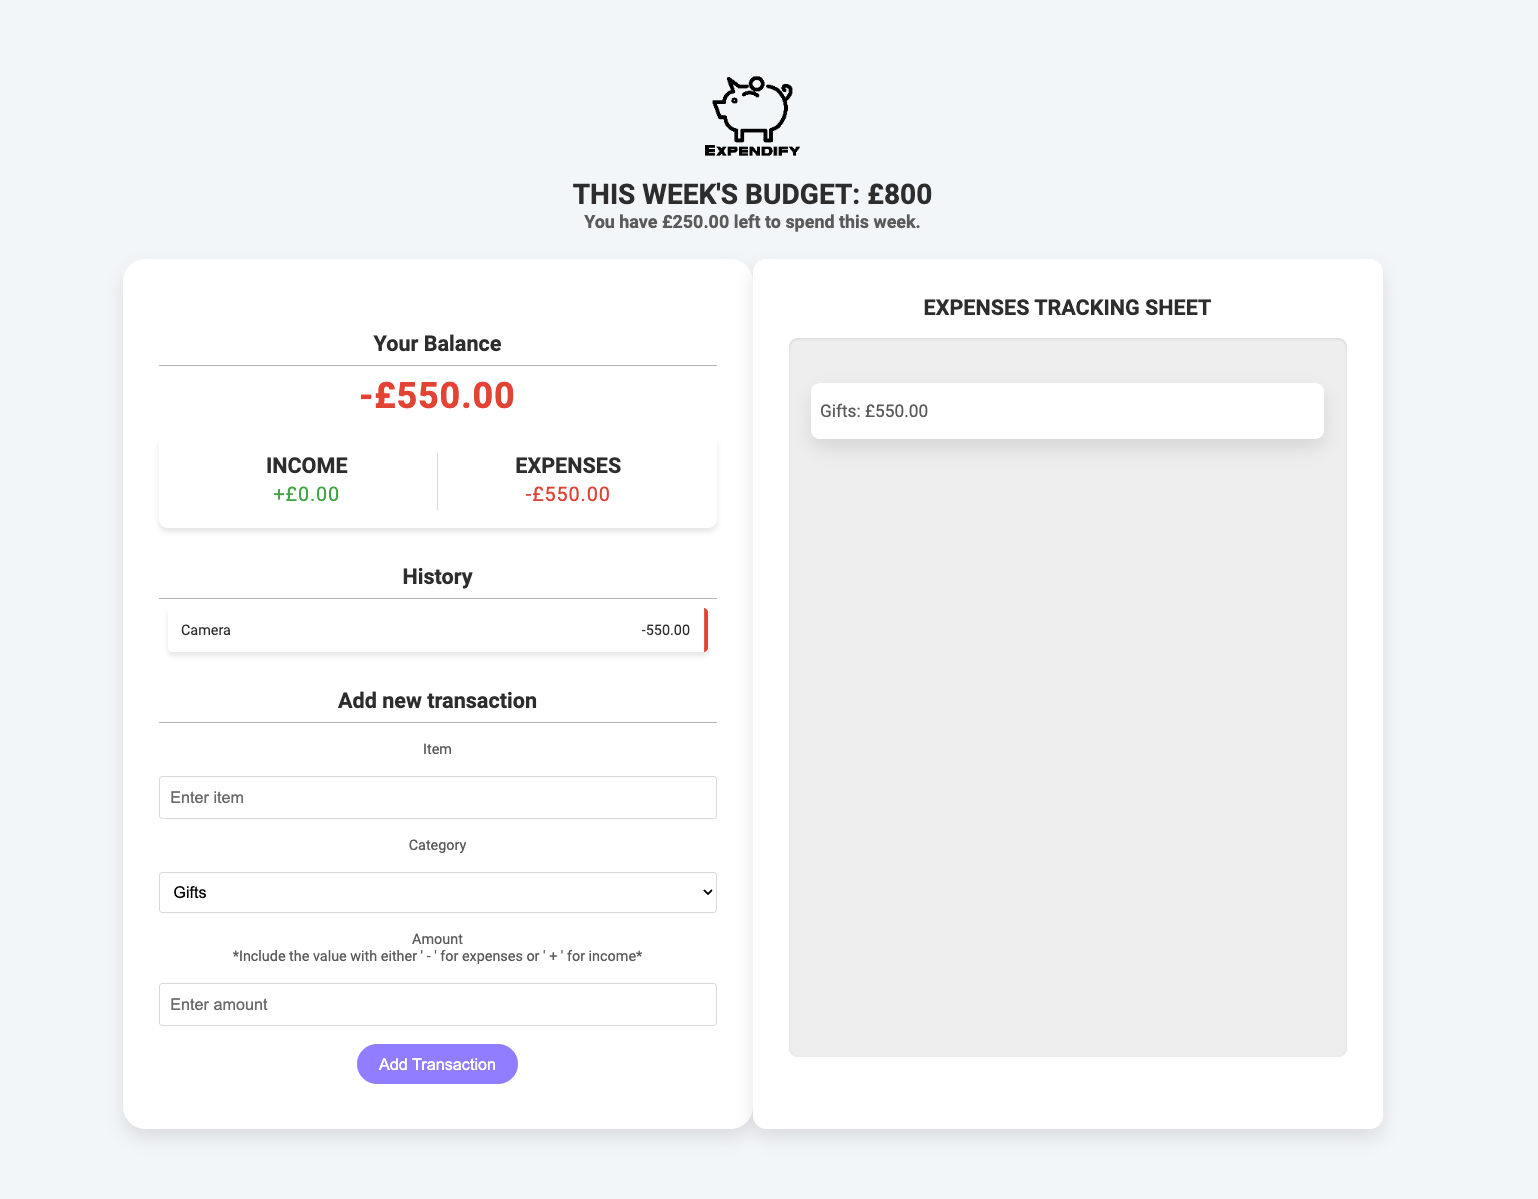 EXPENDIFY
THIS WEEK'S BUDGET: £800
You have £250.00 left to spend this week.
Your Balance
-£550.00
INCOME
+£0.00
EXPENSES
-£550.00
History
Camera -550.00
Add new transaction
Item
Enter item
Category
Gifts
Amount
*Include the value with either ' - ' for expenses or ' + ' for income*
Enter amount
Add Transaction
EXPENSES TRACKING SHEET
Gifts: £550.00